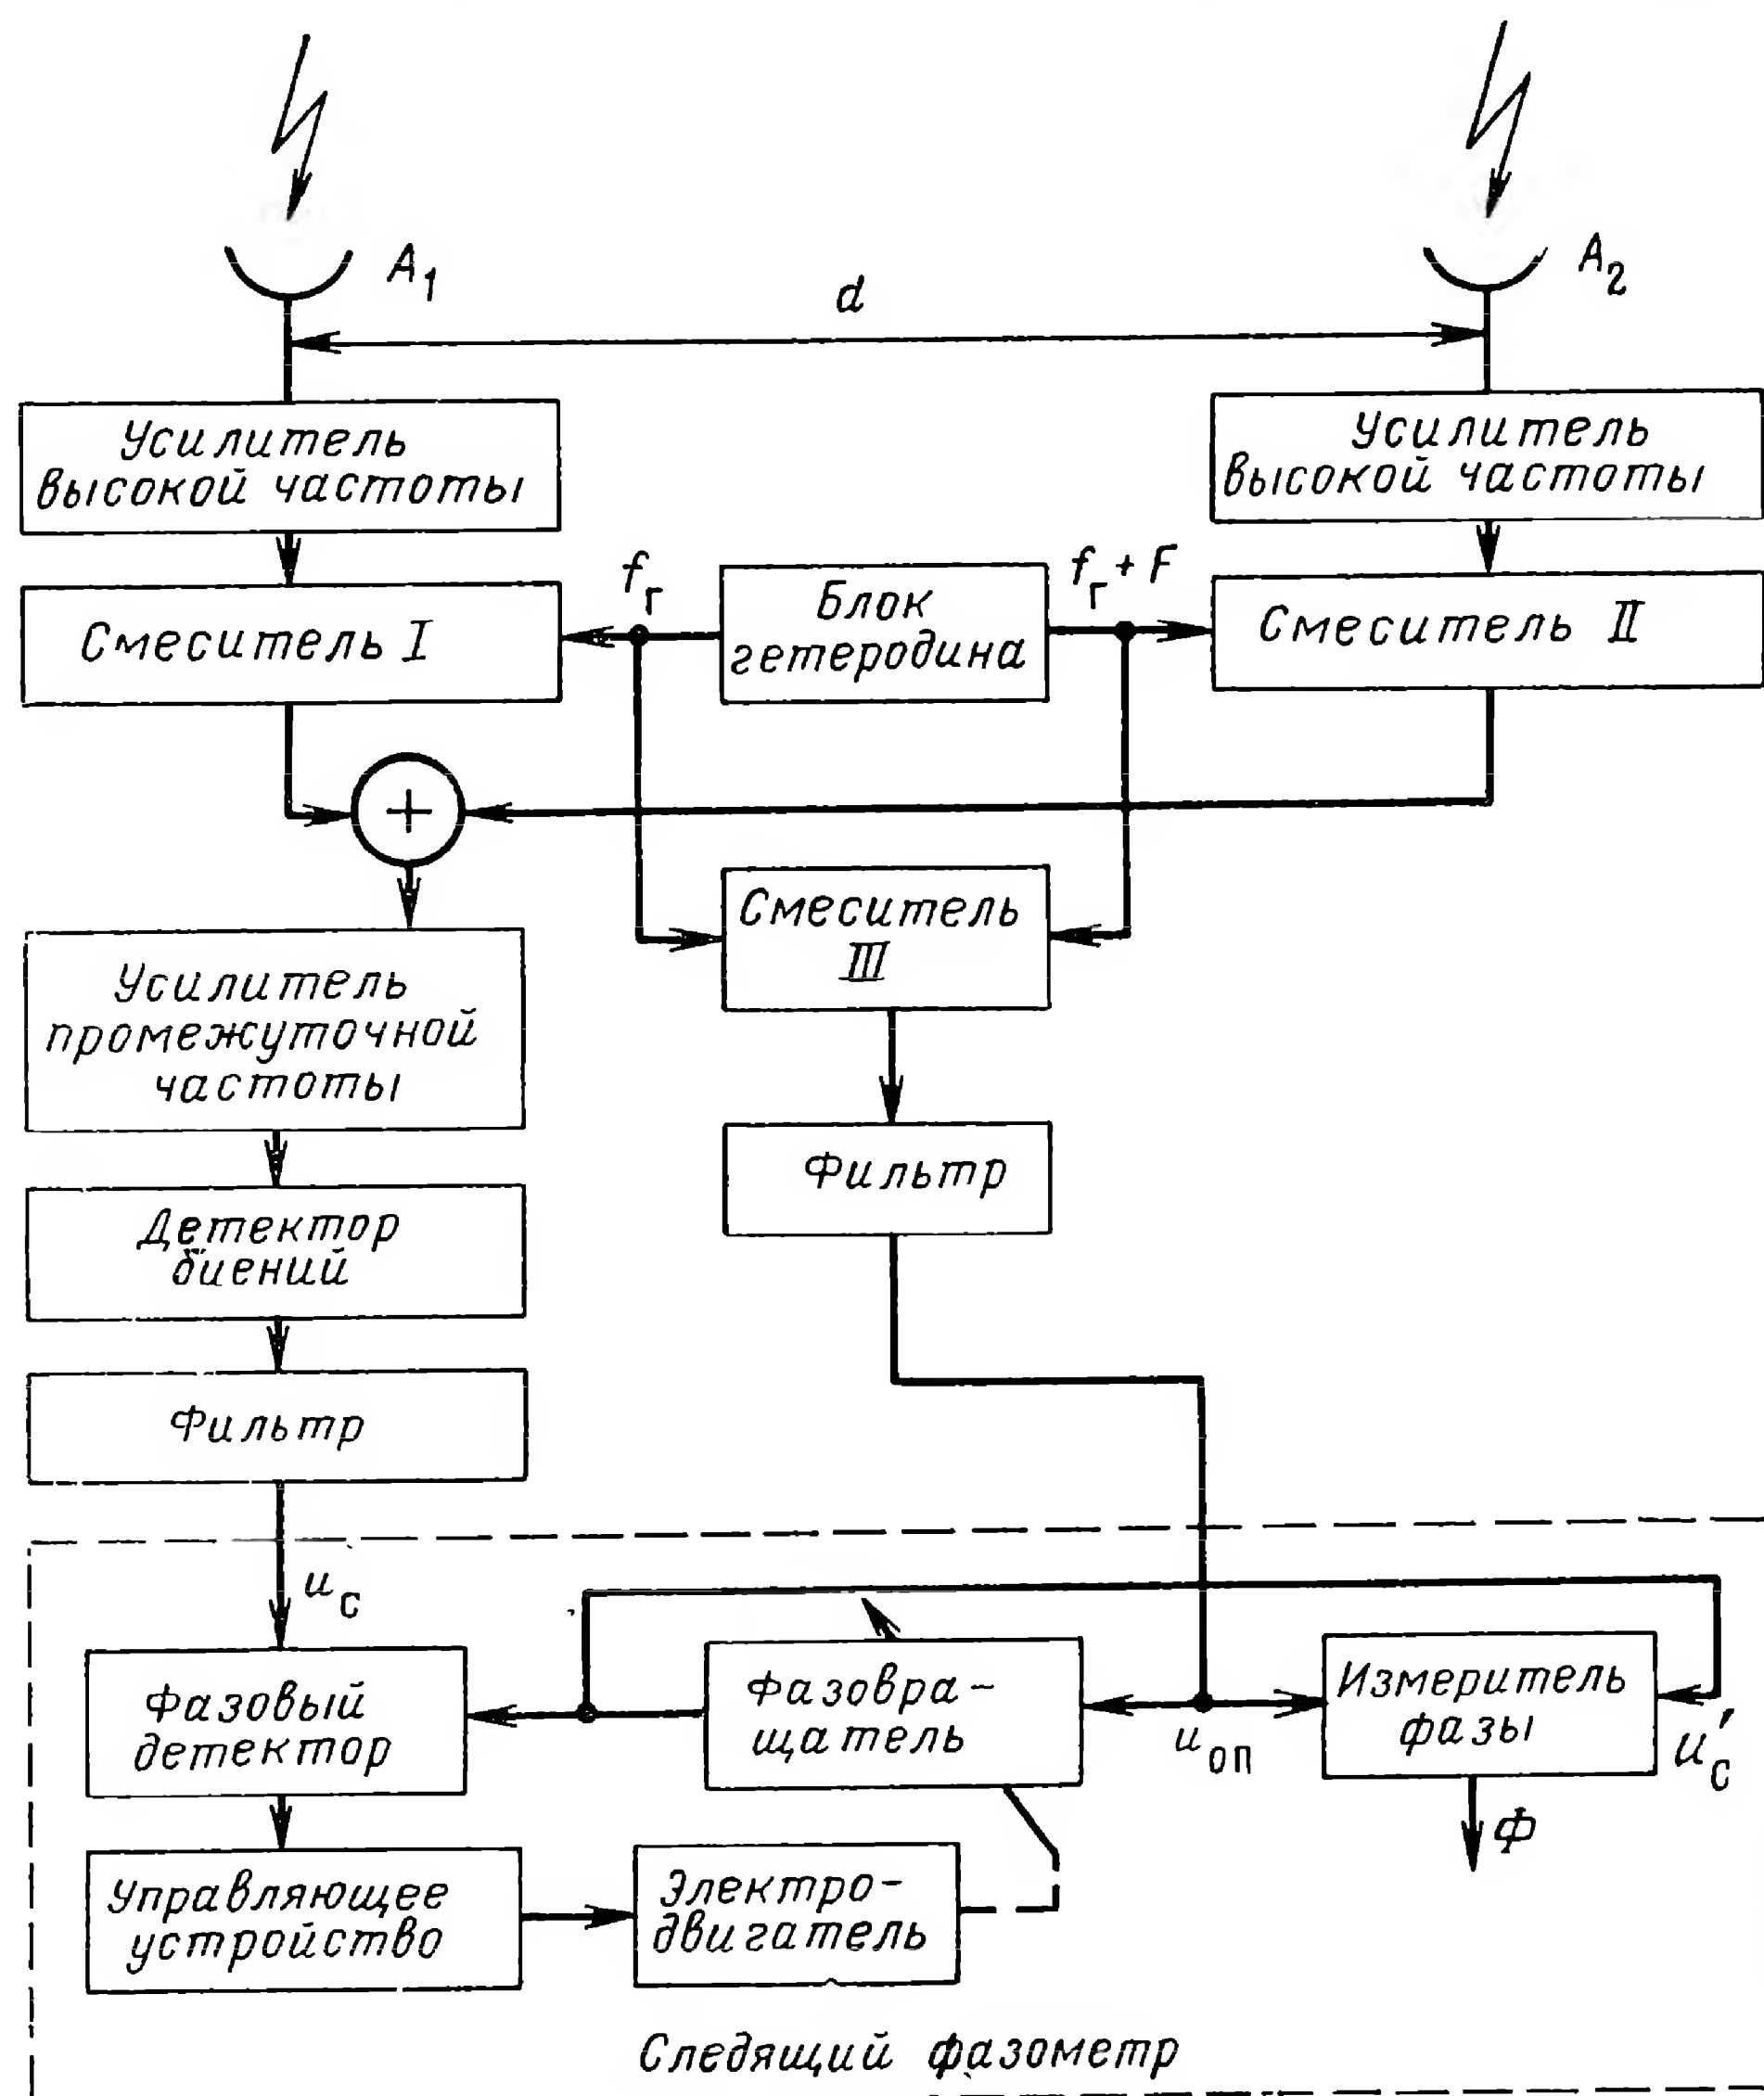 A₁
A₂
d
Усилитель
высокой частоты
Усилитель
высокой частоты
fг
Блок
гетеродина
fг + F
Смеситель I
Смеситель II
+
Смеситель
III
Усилитель
промежуточной
частоты
Фильтр
Детектор
биений
Фильтр
uс
Фазовый
детектор
Фазовра-
щатель
uоп
Измеритель
фазы
u′с
Ф
Управляющее
устройство
Электро-
двигатель
Следящий фазометр